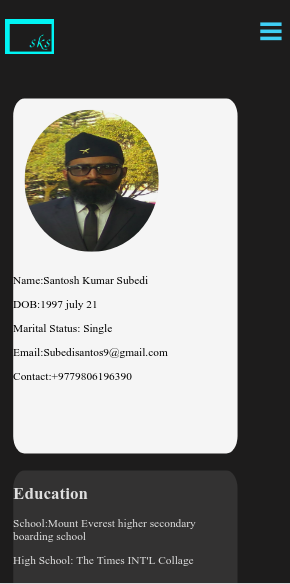 sks
Name:Santosh Kumar Subedi
DOB:1997 july 21
Marital Status: Single
Email:Subedisantos9@gmail.com
Contact:+9779806196390
Education
School:Mount Everest higher secondary
boarding school
High School: The Times INT'L Collage